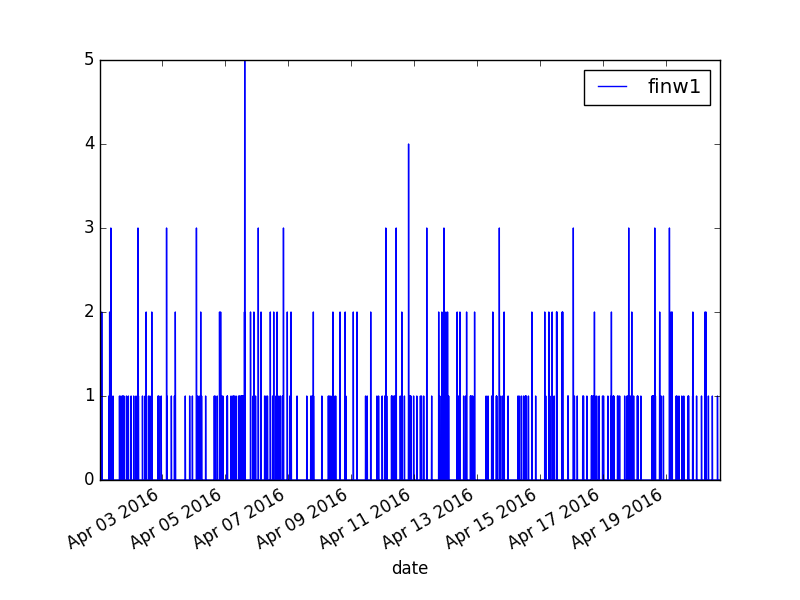 5
finw1
4
3
2
1
0
Apr 03 2016
Apr 05 2016
Apr 07 2016
Apr 09 2016
Apr 11 2016
Apr 13 2016
Apr 15 2016
Apr 17 2016
Apr 19 2016
date